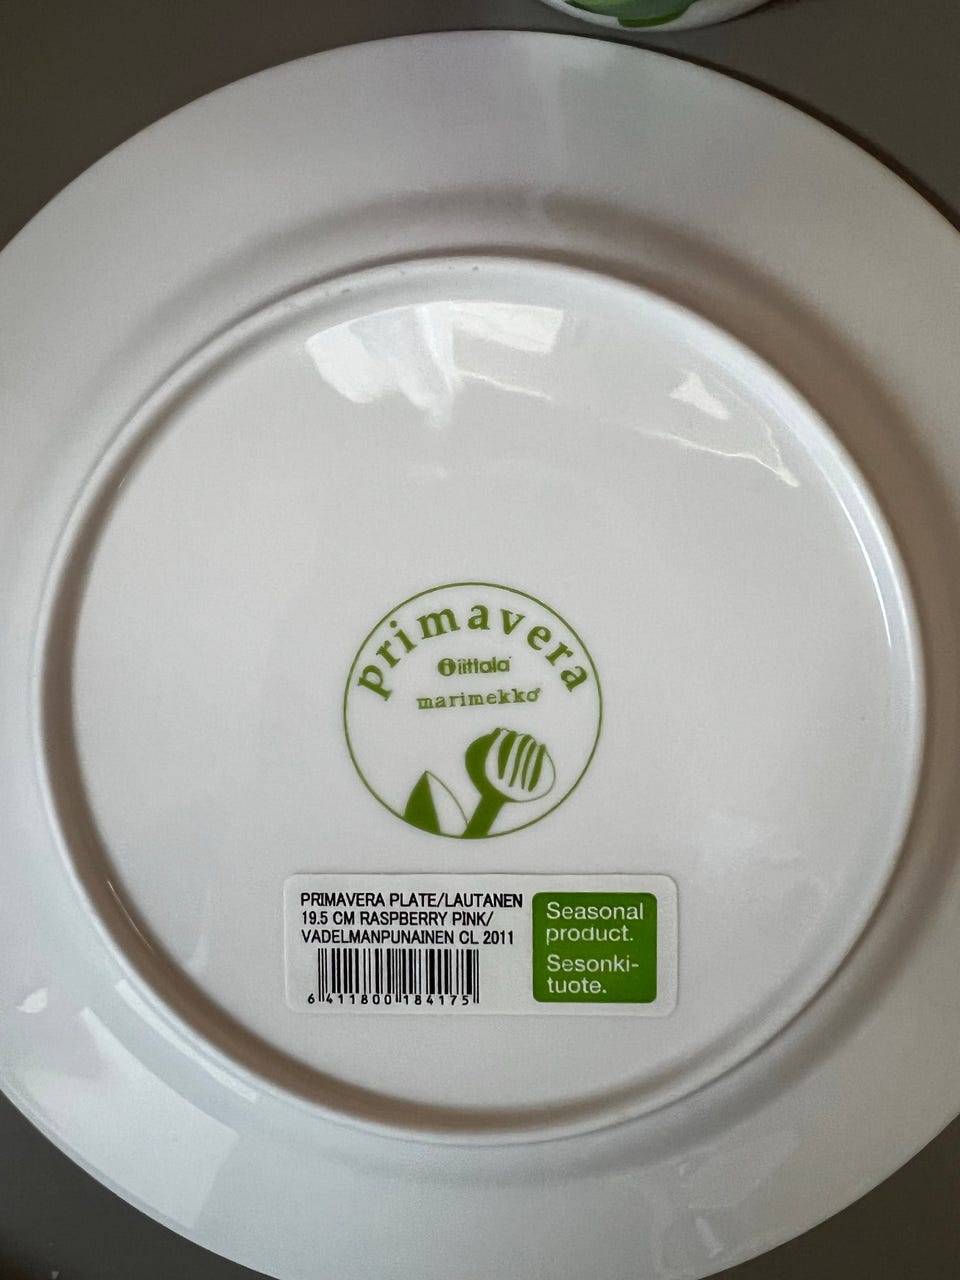 primavera
iittala
marimekko
PRIMAVERA PLATE/LAUTANEN
19.5 CM RASPBERRY PINK/
VADELMANPUNAINEN CL 2011
6 411800 184175
Seasonal
product.
Sesonki-
tuote.